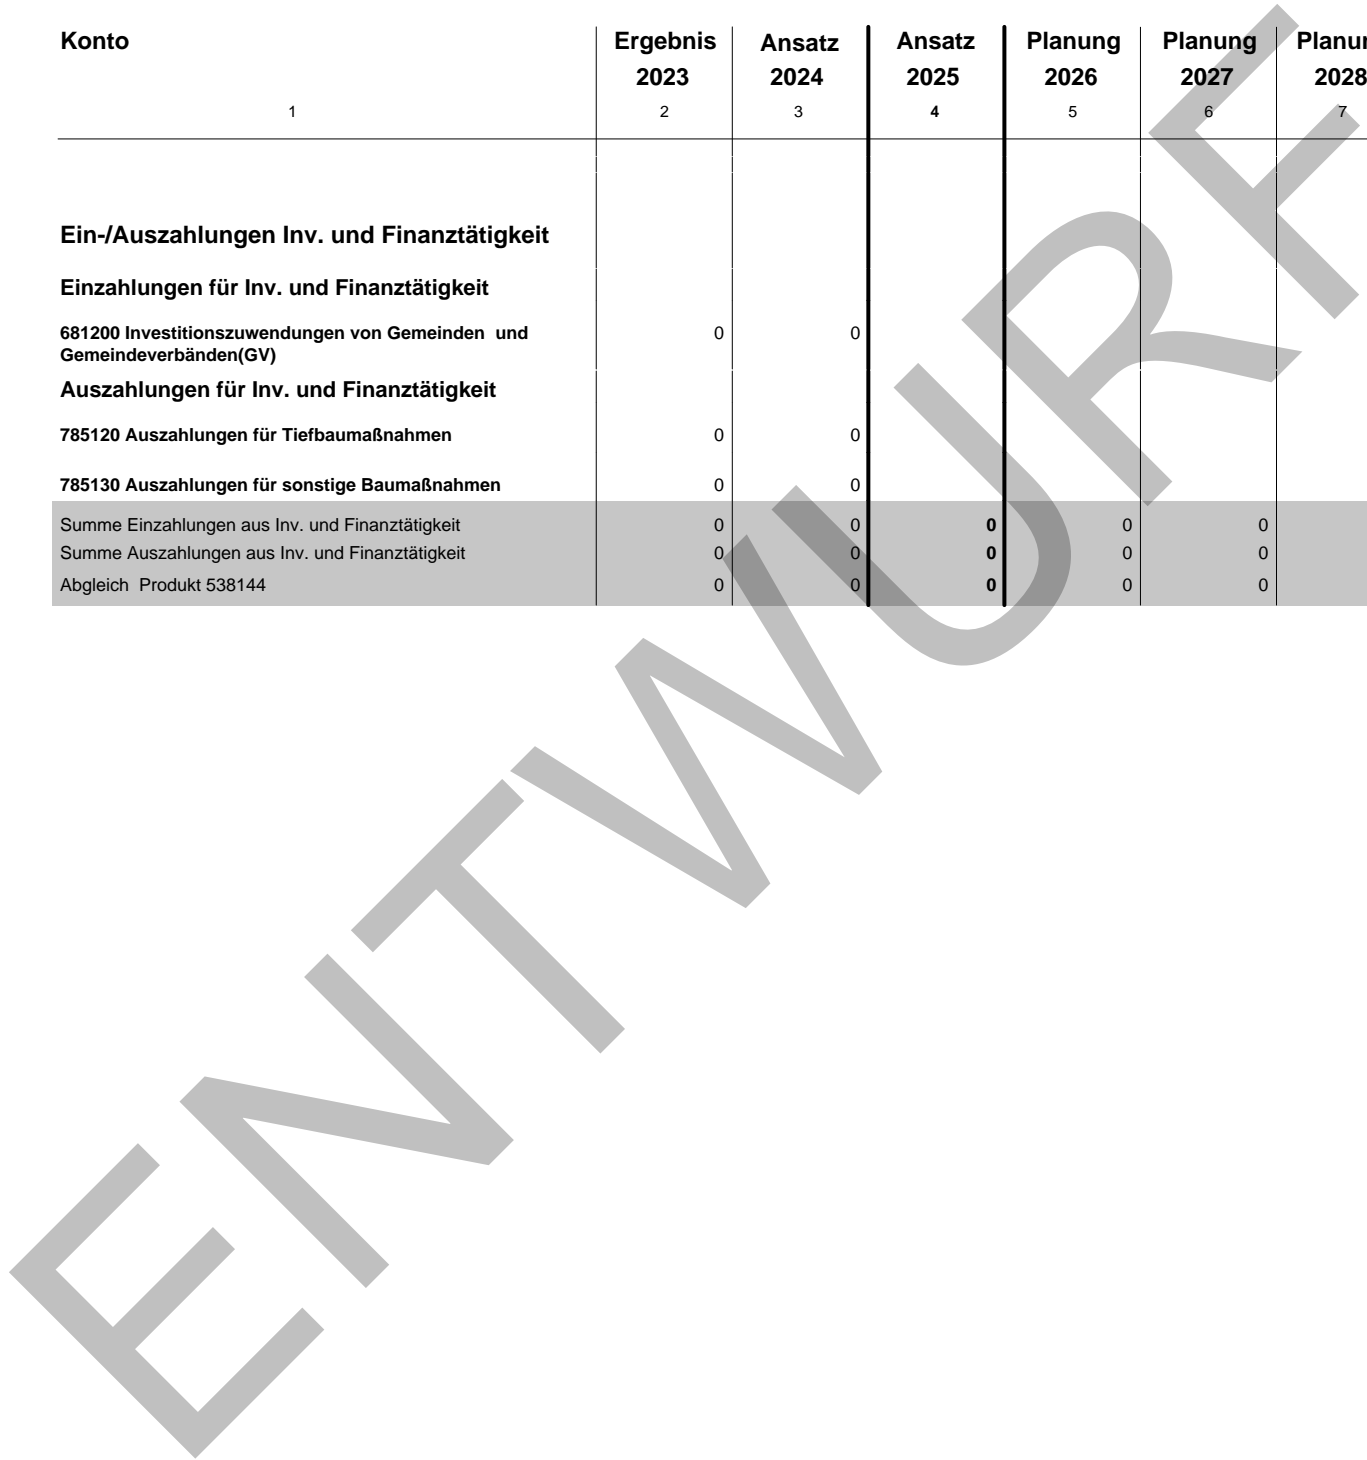 Konto Ergebnis Ansatz Ansatz Planung Planung
2023 2024 2025 2026 2027 2028
1 2 3 4 5 6 7
Ein-/Auszahlungen Inv. und Finanztätigkeit
Einzahlungen für Inv. und Finanztätigkeit
681200 Investitionszuwendungen von Gemeinden und 0 0
Gemeindeverbänden(GV)
Auszahlungen für Inv. und Finanztätigkeit
785120 Auszahlungen für Tiefbaumaßnahmen 0 0
785130 Auszahlungen für sonstige Baumaßnahmen 0 0
Summe Einzahlungen aus Inv. und Finanztätigkeit 0 0 0 0 0
Summe Auszahlungen aus Inv. und Finanztätigkeit 0 0 0 0 0
Abgleich Produkt 538144 0 0 0 0 0
ENTWURF